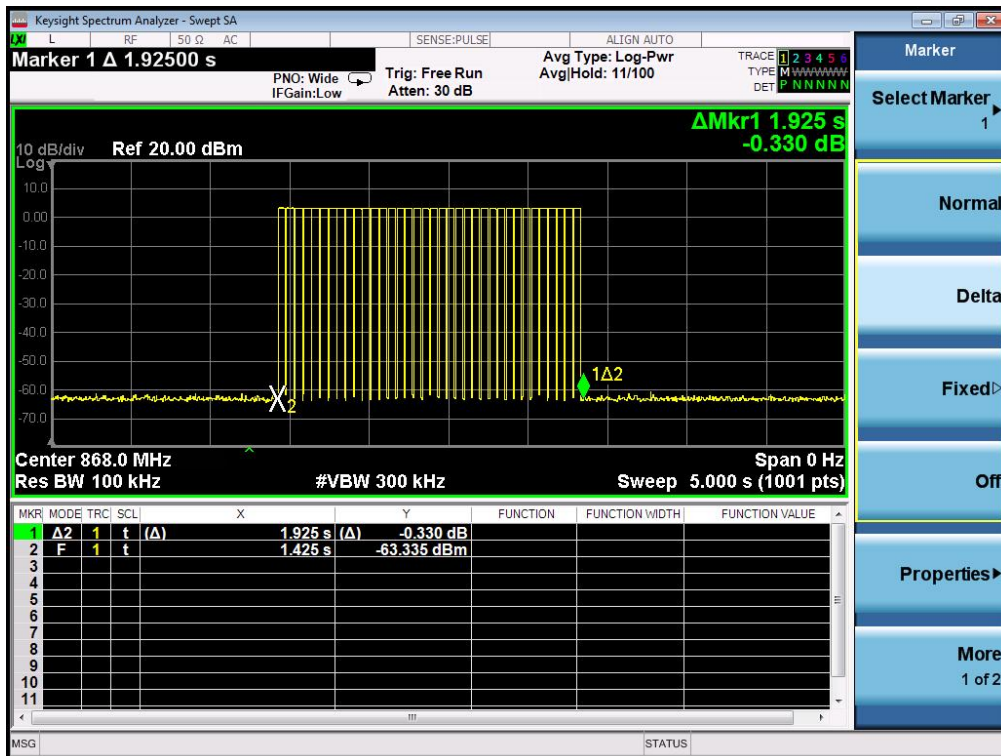 Keysight Spectrum Analyzer - Swept SA
LXI L RF 50 Ω AC SENSE:PULSE ALIGN AUTO
Marker 1 Δ 1.92500 s
PNO: Wide
IFGain:Low
Trig: Free Run
Atten: 30 dB
Avg Type: Log-Pwr
Avg|Hold: 11/100
TRACE 1 2 3 4 5 6
TYPE M WWWWW
DET P N N N N N
ΔMkr1 1.925 s
-0.330 dB
10 dB/div Ref 20.00 dBm
Log
10.0
0.00
-10.0
-20.0
-30.0
-40.0
-50.0
-60.0
-70.0
1Δ2
2
Center 868.0 MHz Span 0 Hz
Res BW 100 kHz #VBW 300 kHz Sweep 5.000 s (1001 pts)
MKR MODE TRC SCL X Y FUNCTION FUNCTION WIDTH FUNCTION VALUE
1 Δ2 1 t (Δ) 1.925 s (Δ) -0.330 dB
2 F 1 t 1.425 s -63.335 dBm
3
4
5
6
7
8
9
10
11
MSG STATUS
Marker
Select Marker
1
Normal
Delta
Fixed
Off
Properties
More
1 of 2